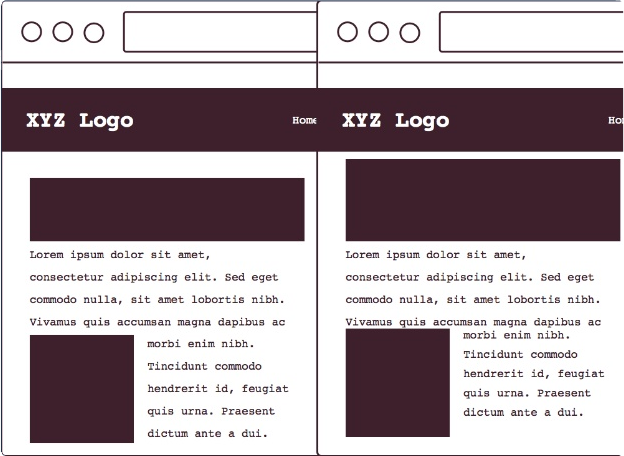 XYZ Logo
Home
Lorem ipsum dolor sit amet,
consectetur adipiscing elit. Sed eget
commodo nulla, sit amet lobortis nibh.
Vivamus quis accumsan magna dapibus ac
morbi enim nibh.
Tincidunt commodo
hendrerit id, feugiat
quis urna. Praesent
dictum ante a dui.
XYZ Logo
Ho
Lorem ipsum dolor sit amet,
consectetur adipiscing elit. Sed eget
commodo nulla, sit amet lobortis nibh.
Vivamus quis accumsan magna dapibus ac
morbi enim nibh.
Tincidunt commodo
hendrerit id, feugiat
quis urna. Praesent
dictum ante a dui.